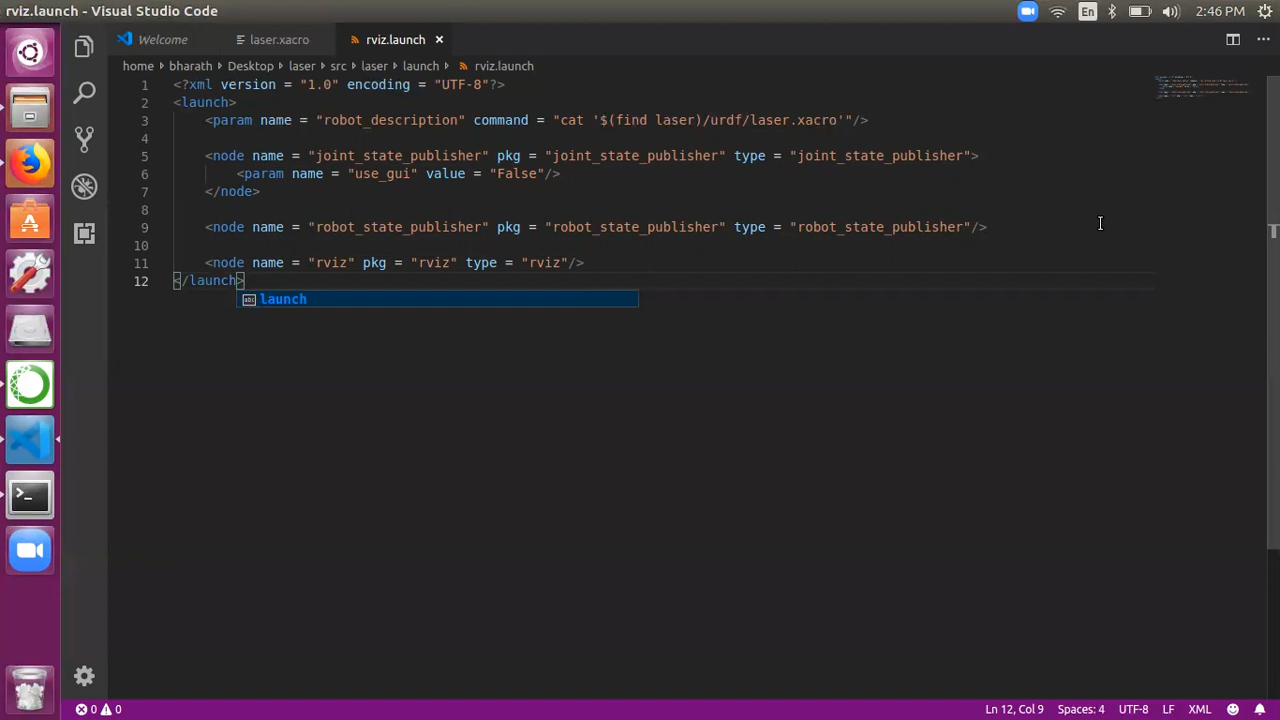 rviz.launch - Visual Studio Code
En
2:46 PM
Welcome
laser.xacro
rviz.launch ×
home › bharath › Desktop › laser › src › laser › launch › rviz.launch
1 <?xml version = "1.0" encoding = "UTF-8"?>
2 <launch>
3 <param name = "robot_description" command = "cat '$(find laser)/urdf/laser.xacro'"/>
4
5 <node name = "joint_state_publisher" pkg = "joint_state_publisher" type = "joint_state_publisher">
6 <param name = "use_gui" value = "False"/>
7 </node>
8
9 <node name = "robot_state_publisher" pkg = "robot_state_publisher" type = "robot_state_publisher"/>
10
11 <node name = "rviz" pkg = "rviz" type = "rviz"/>
12 </launch>
abc launch
0 0
Ln 12, Col 9
Spaces: 4
UTF-8
LF
XML